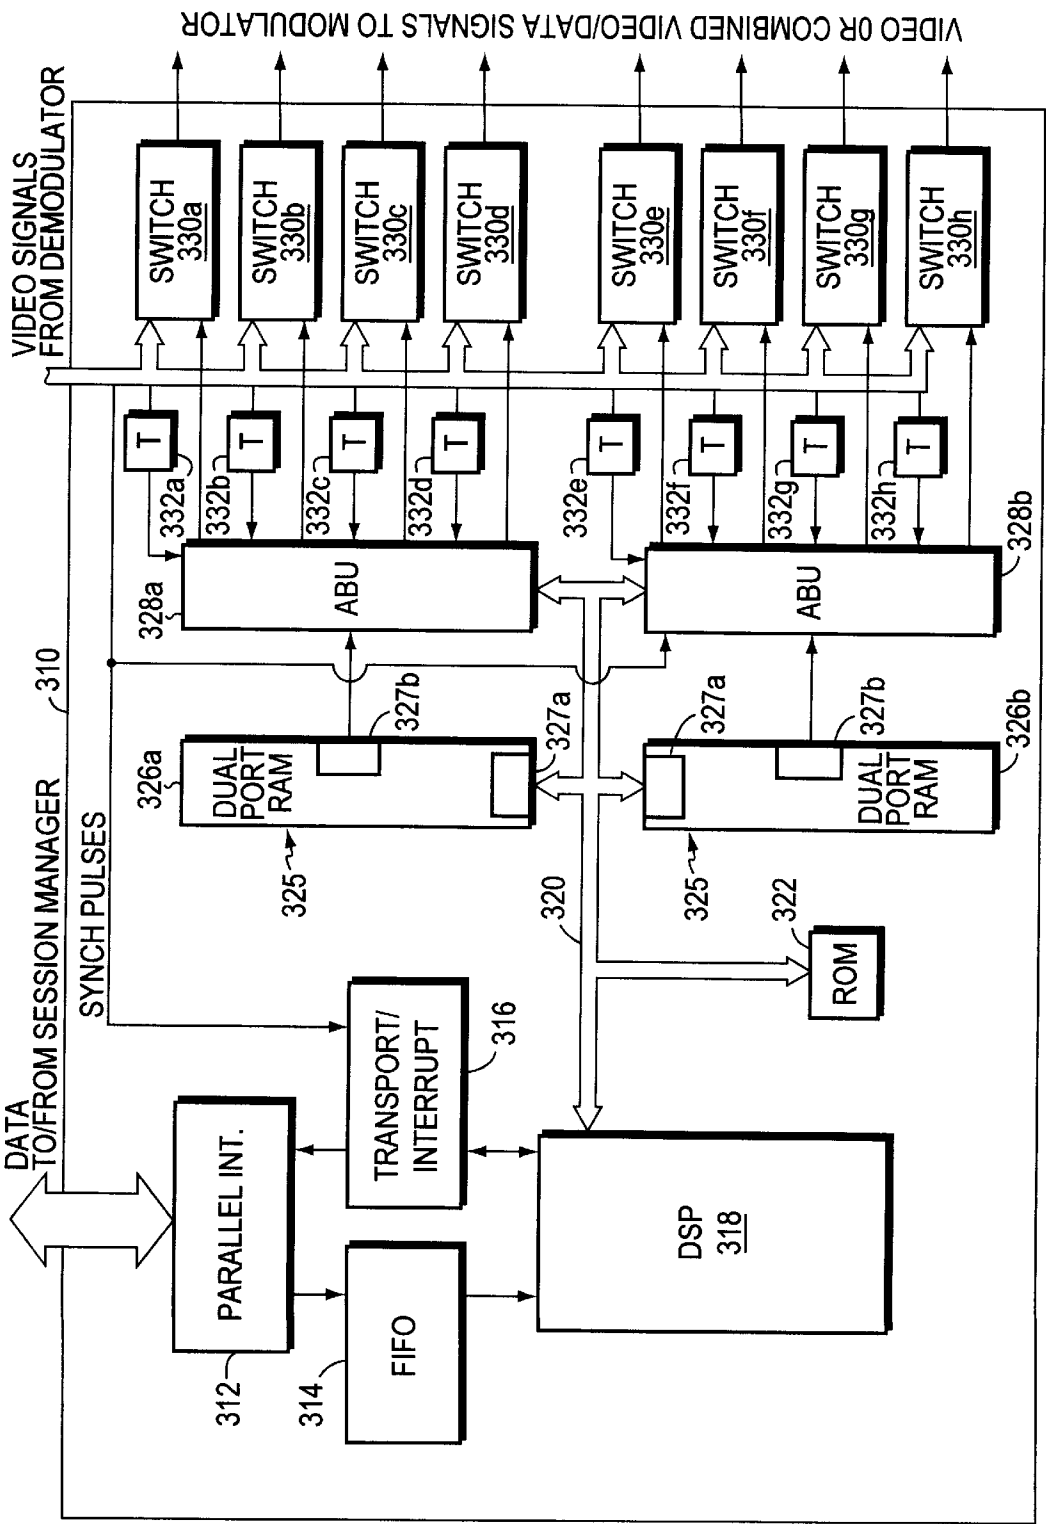 DATA
TO/FROM SESSION MANAGER
310
VIDEO SIGNALS
FROM DEMODULATOR
SYNCH PULSES
312
PARALLEL INT.
314
FIFO
TRANSPORT/
INTERRUPT
316
DSP
318
320
322
ROM
325
326a
DUAL
PORT
RAM
327b
327a
325
327a
327b
DUAL
PORT
RAM
326b
328a
ABU
ABU
328b
332a
T
332b
T
332c
T
332d
T
332e
T
332f
T
332g
T
332h
T
SWITCH
330a
SWITCH
330b
SWITCH
330c
SWITCH
330d
SWITCH
330e
SWITCH
330f
SWITCH
330g
SWITCH
330h
VIDEO 0R COMBINED VIDEO/DATA SIGNALS TO MODULATOR